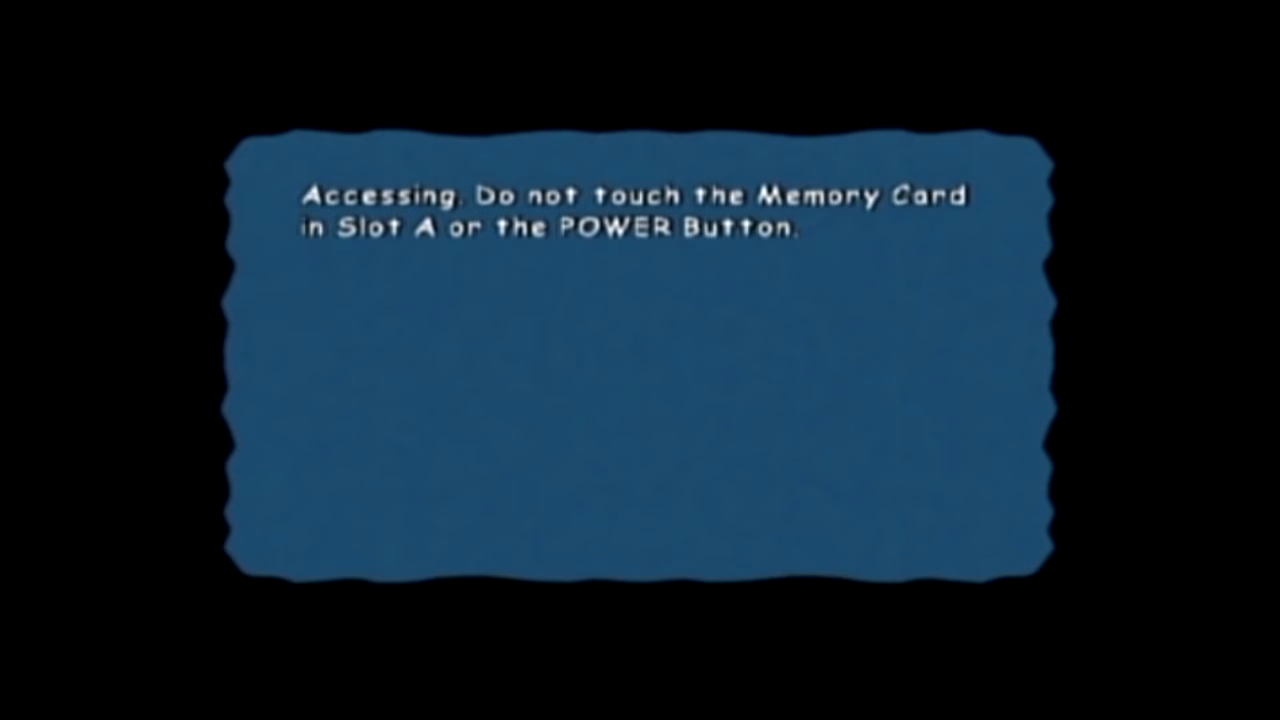 Accessing. Do not touch the Memory Card
in Slot A or the POWER Button.